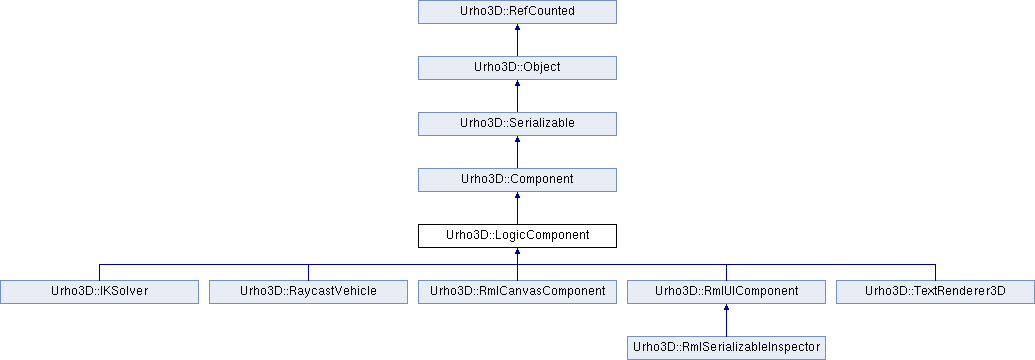 Urho3D::RefCounted
Urho3D::Object
Urho3D::Serializable
Urho3D::Component
Urho3D::LogicComponent
Urho3D::IKSolver
Urho3D::RaycastVehicle
Urho3D::RmlCanvasComponent
Urho3D::RmlUIComponent
Urho3D::TextRenderer3D
Urho3D::RmlSerializableInspector